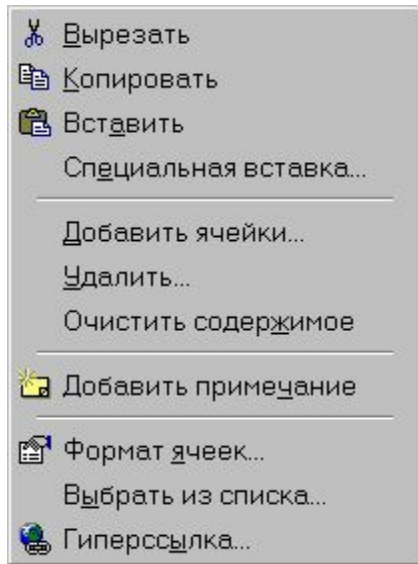 Вырезать
Копировать
Вставить
Специальная вставка...
Добавить ячейки...
Удалить...
Очистить содержимое
Добавить примечание
Формат ячеек...
Выбрать из списка...
Гиперссылка...